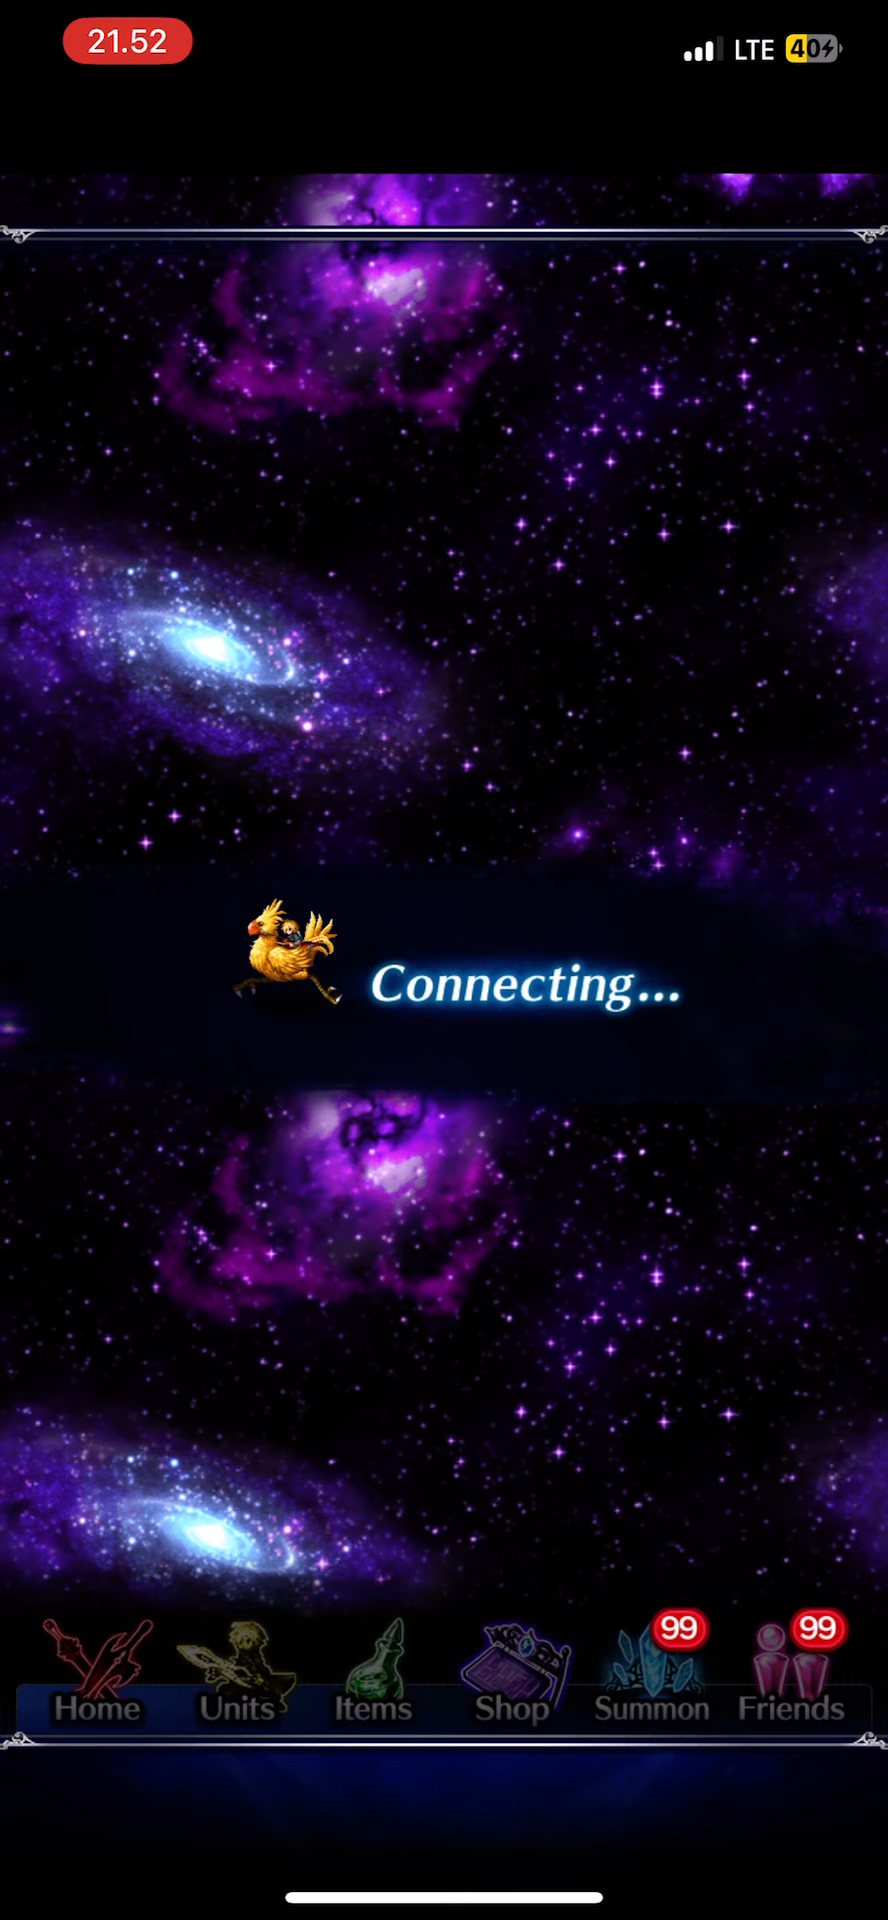 21.52
LTE 40
Connecting...
99 99
Home Units Items Shop Summon Friends